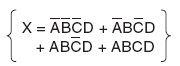 X = A̅B̅C̅D + A̅BC̅D
+ ABC̅D + ABCD